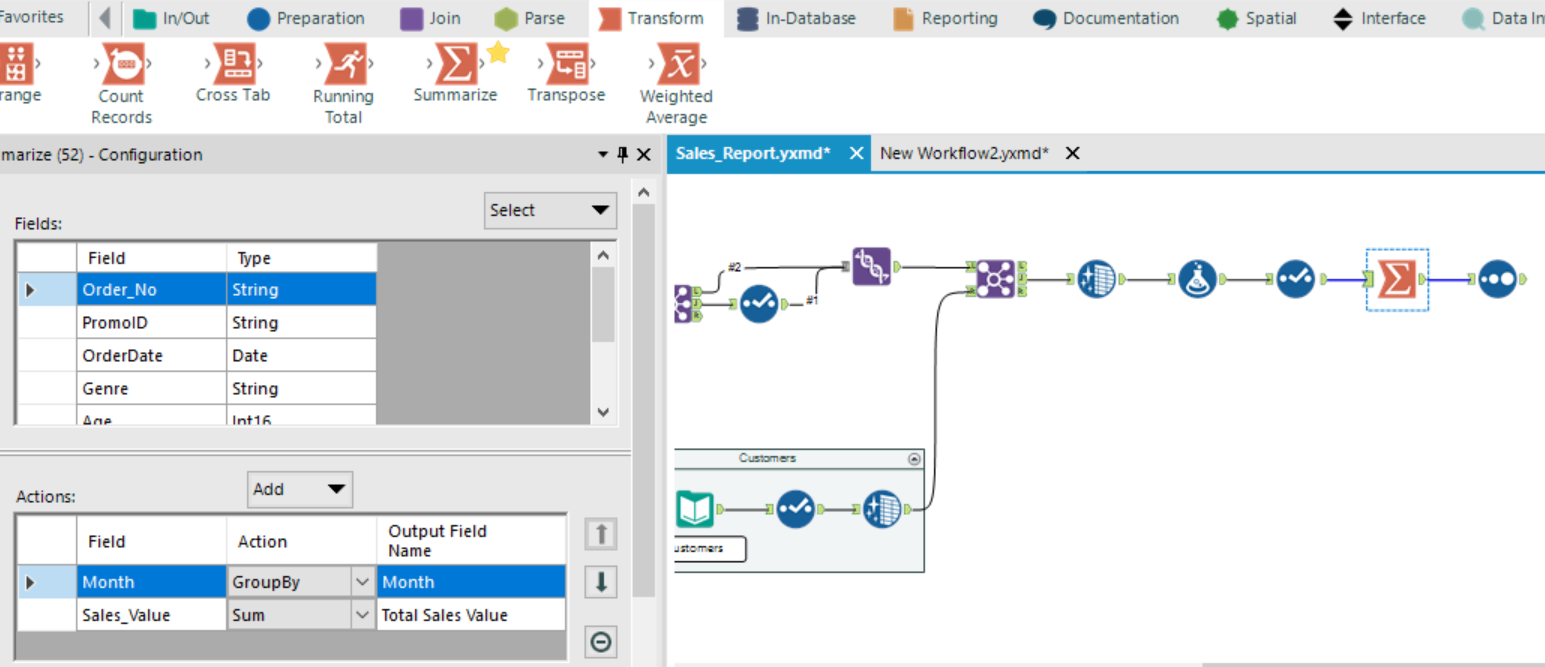 Favorites In/Out Preparation Join Parse Transform In-Database Reporting Documentation Spatial Interface Data In
range Count Records Cross Tab Running Total Summarize Transpose Weighted Average
marize (52) - Configuration
Sales_Report.yxmd* New Workflow2.yxmd*
Select
Fields:
Field Type
Order_No String
PromoID String
OrderDate Date
Genre String
Age Int16
Add
Actions:
Field Action Output Field Name
Month GroupBy Month
Sales_Value Sum Total Sales Value
#2
#1
L
J
R
Customers
ustomers